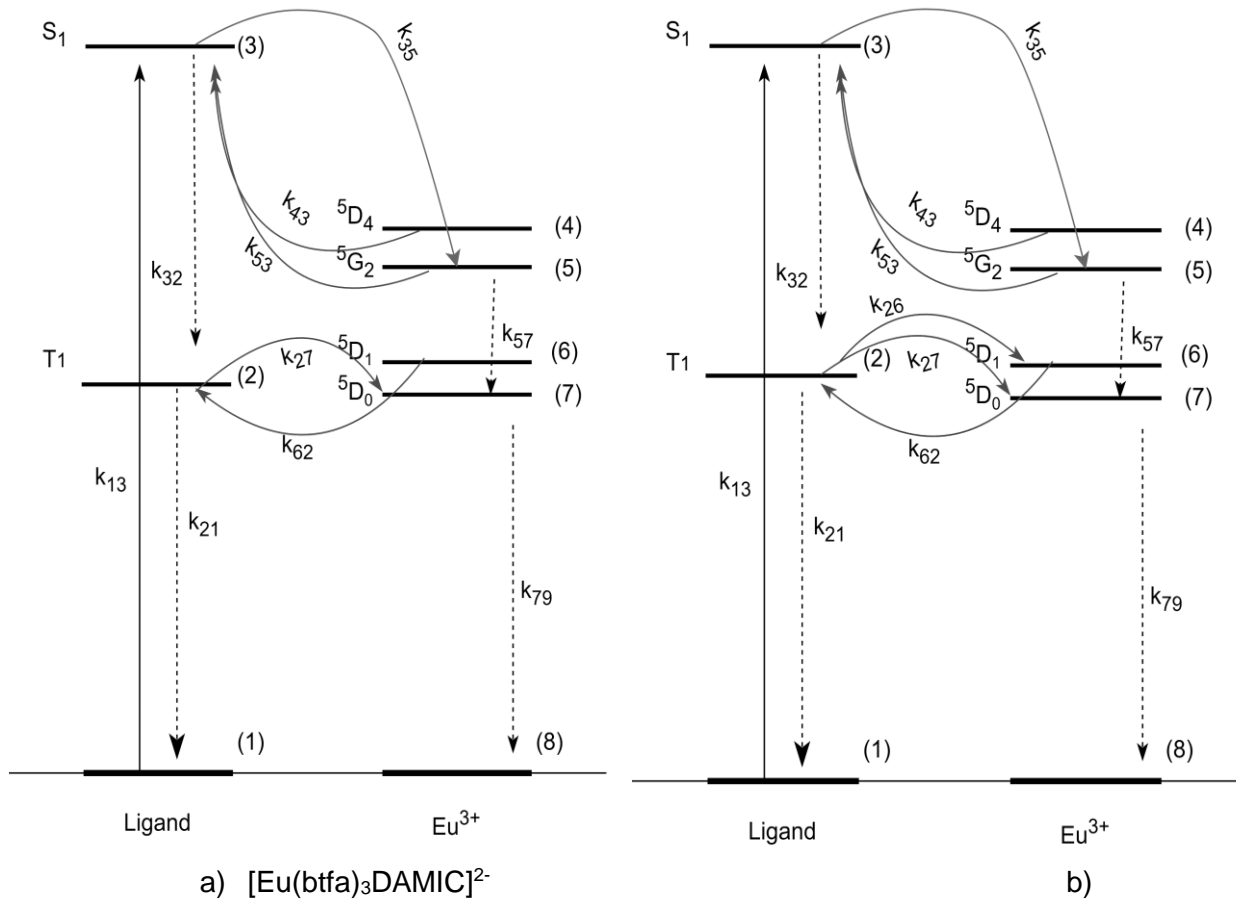 S₁ (3) k₃₅
k₄₃ ⁵D₄ (4)
k₃₂ k₅₃ ⁵G₂ (5)
k₂₇ ⁵D₁ k₅₇ (6)
T1 (2) ⁵D₀ (7)
k₆₂
k₁₃
k₂₁
k₇₉
(1) (8)
Ligand Eu³⁺
a) [Eu(btfa)₃DAMIC]²⁻
S₁ (3) k₃₅
k₄₃ ⁵D₄ (4)
k₃₂ k₅₃ ⁵G₂ (5)
k₂₆ k₅₇
T1 (2) k₂₇ ⁵D₁ (6)
⁵D₀ (7)
k₆₂
k₁₃
k₂₁
k₇₉
(1) (8)
Ligand Eu³⁺
b)